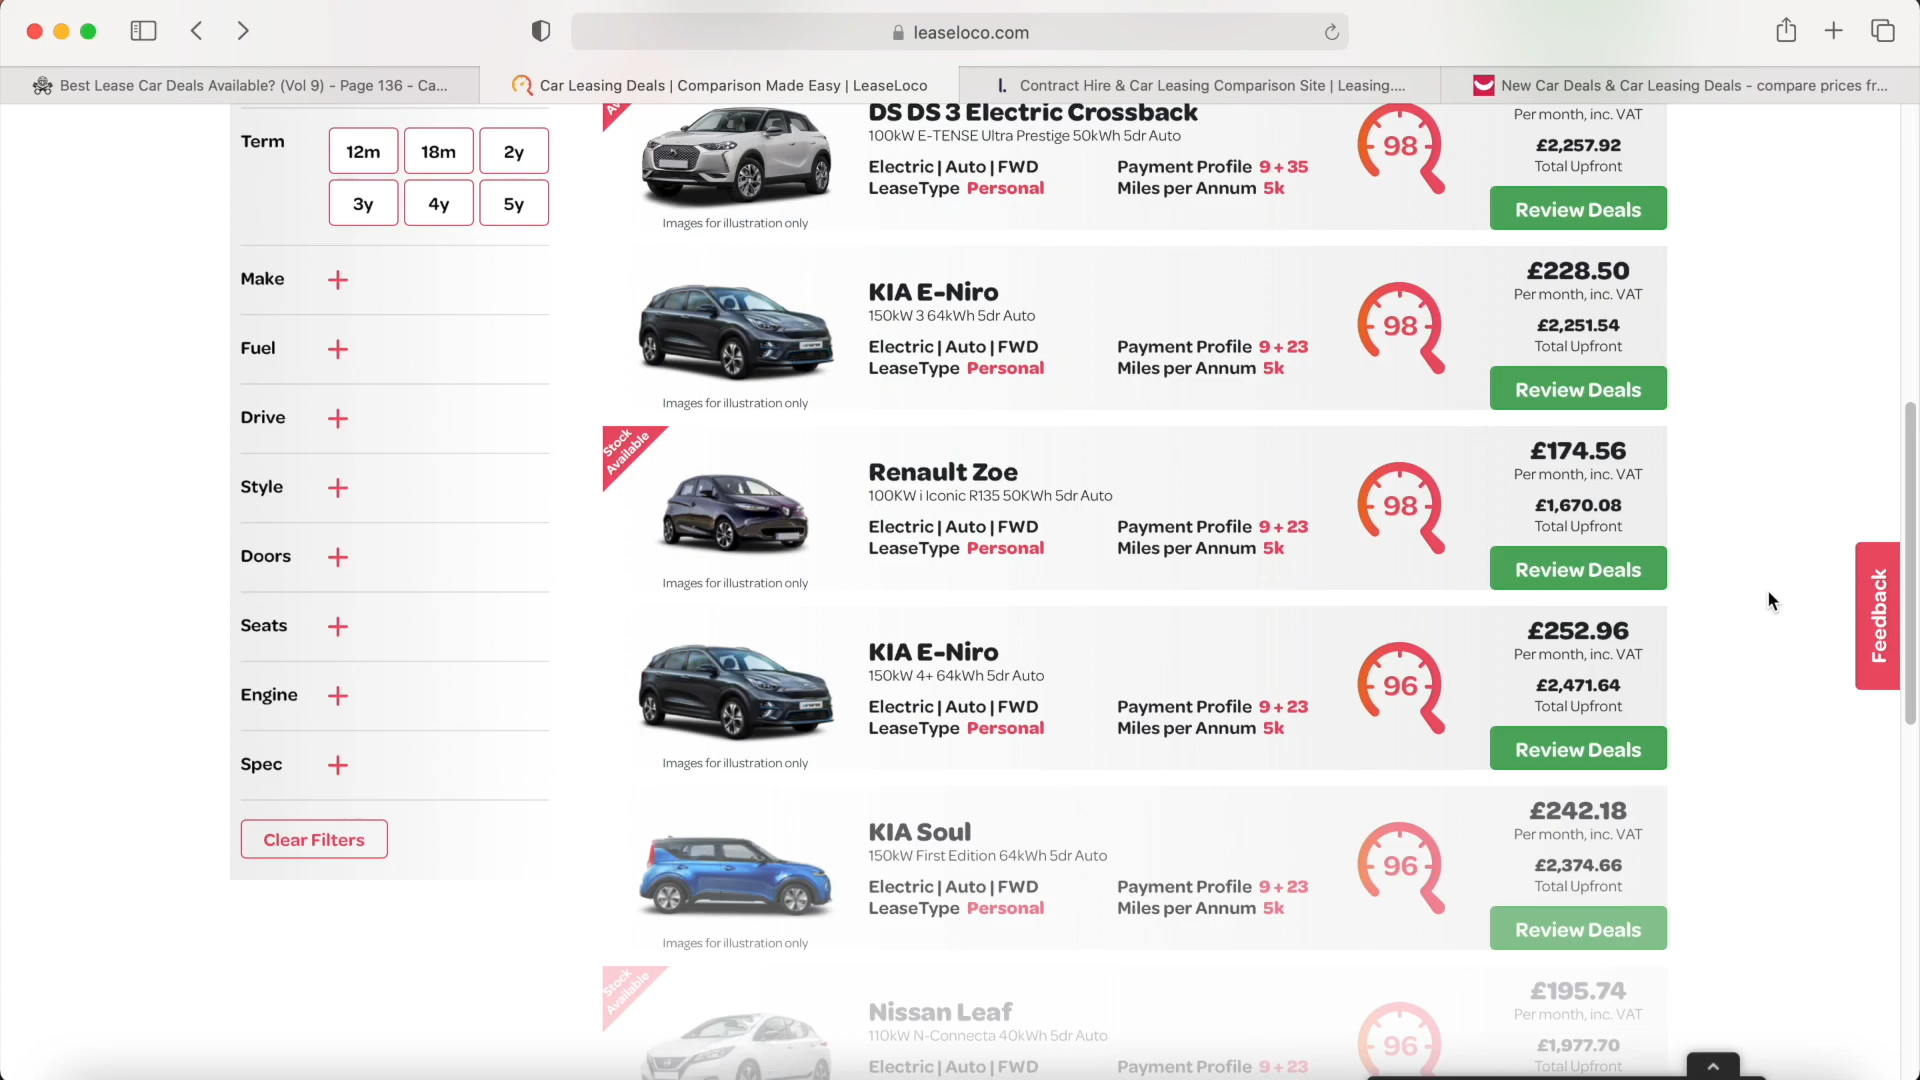 leaseloco.com
Best Lease Car Deals Available? (Vol 9) - Page 136 - Ca...
Car Leasing Deals | Comparison Made Easy | LeaseLoco
Contract Hire & Car Leasing Comparison Site | Leasing....
New Car Deals & Car Leasing Deals - compare prices fr...
Term
12m
18m
2y
3y
4y
5y
Make
Fuel
Drive
Style
Doors
Seats
Engine
Spec
Clear Filters
DS DS 3 Electric Crossback
100kW E-TENSE Ultra Prestige 50kWh 5dr Auto
Electric | Auto | FWD
Lease Type Personal
Payment Profile 9 + 35
Miles per Annum 5k
98
Per month, inc. VAT
£2,257.92
Total Upfront
Review Deals
Images for illustration only
KIA E-Niro
150kW 3 64kWh 5dr Auto
Electric | Auto | FWD
Lease Type Personal
Payment Profile 9 + 23
Miles per Annum 5k
98
£228.50
Per month, inc. VAT
£2,251.54
Total Upfront
Review Deals
Images for illustration only
Stock
Available
Renault Zoe
100KW i Iconic R135 50KWh 5dr Auto
Electric | Auto | FWD
Lease Type Personal
Payment Profile 9 + 23
Miles per Annum 5k
98
£174.56
Per month, inc. VAT
£1,670.08
Total Upfront
Review Deals
Images for illustration only
KIA E-Niro
150kW 4+ 64kWh 5dr Auto
Electric | Auto | FWD
Lease Type Personal
Payment Profile 9 + 23
Miles per Annum 5k
96
£252.96
Per month, inc. VAT
£2,471.64
Total Upfront
Review Deals
Images for illustration only
KIA Soul
150kW First Edition 64kWh 5dr Auto
Electric | Auto | FWD
Lease Type Personal
Payment Profile 9 + 23
Miles per Annum 5k
96
£242.18
Per month, inc. VAT
£2,374.66
Total Upfront
Review Deals
Images for illustration only
Stock
Available
Nissan Leaf
110kW N-Connecta 40kWh 5dr Auto
Electric | Auto | FWD
Payment Profile 9 + 23
96
£195.74
Per month, inc. VAT
£1,977.70
Total Upfront
Feedback